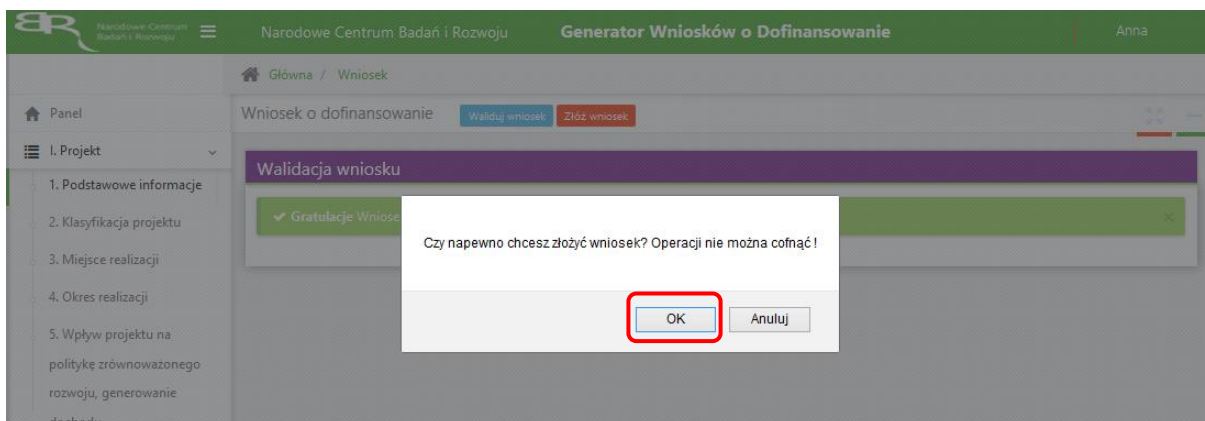 BR Narodowe Centrum
Badań i Rozwoju
Narodowe Centrum Badań i Rozwoju Generator Wniosków o Dofinansowanie Anna
Główna / Wniosek
Panel
Wniosek o dofinansowanie Waliduj wniosek Złóż wniosek
I. Projekt
Walidacja wniosku
1. Podstawowe informacje
2. Klasyfikacja projektu
Gratulacje Wniose
Czy napewno chcesz złożyć wniosek? Operacji nie można cofnąć !
3. Miejsce realizacji
4. Okres realizacji
OK Anuluj
5. Wpływ projektu na
politykę zrównoważonego
rozwoju, generowanie